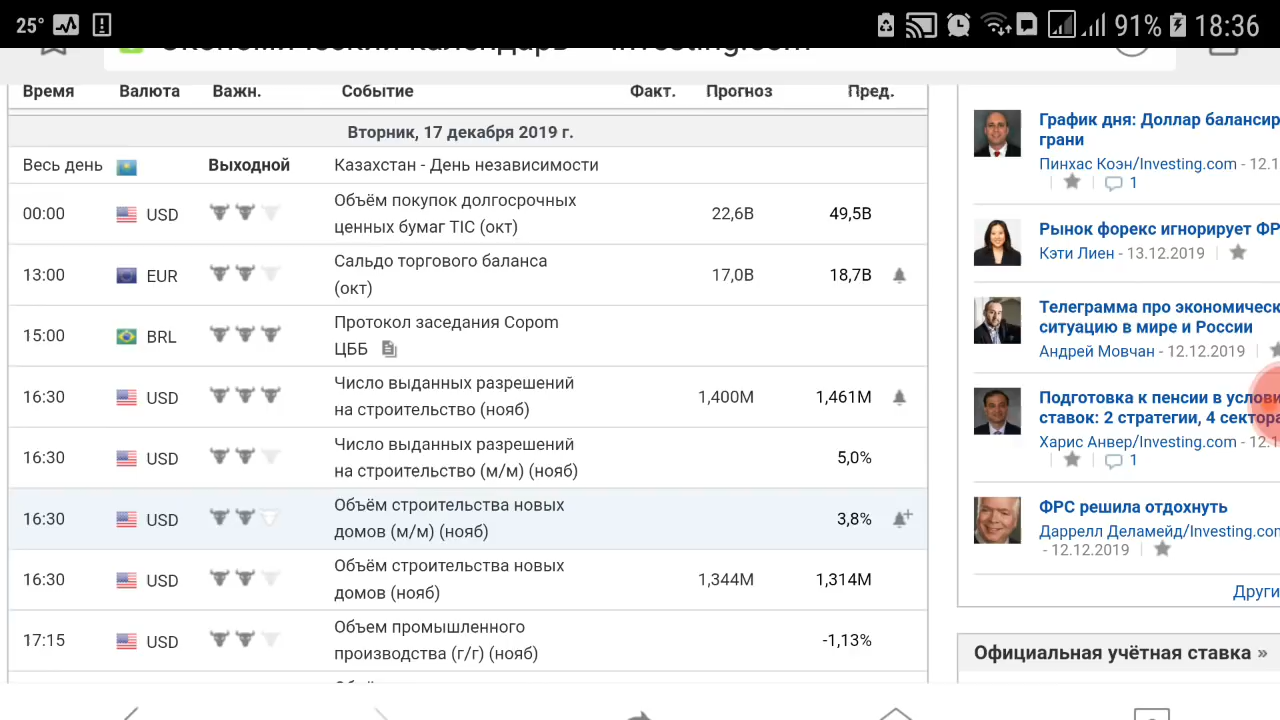 25° 91% 18:36
Экономический календарь - Investing.com
Время Валюта Важн. Событие Факт. Прогноз Пред.
Вторник, 17 декабря 2019 г.
Весь день Выходной Казахстан - День независимости
00:00 USD Объём покупок долгосрочных
ценных бумаг TIC (окт) 22,6B 49,5B
13:00 EUR Сальдо торгового баланса
(окт) 17,0B 18,7B
15:00 BRL Протокол заседания Copom
ЦББ
16:30 USD Число выданных разрешений
на строительство (нояб) 1,400M 1,461M
16:30 USD Число выданных разрешений
на строительство (м/м) (нояб) 5,0%
16:30 USD Объём строительства новых
домов (м/м) (нояб) 3,8%
16:30 USD Объём строительства новых
домов (нояб) 1,344M 1,314M
17:15 USD Объем промышленного
производства (г/г) (нояб) -1,13%
График дня: Доллар балансир
грани
Пинхас Коэн/Investing.com - 12.1
1
Рынок форекс игнорирует ФР
Кэти Лиен - 13.12.2019
Телеграмма про экономическ
ситуацию в мире и России
Андрей Мовчан - 12.12.2019
Подготовка к пенсии в услови
ставок: 2 стратегии, 4 сектора
Харис Анвер/Investing.com - 12.1
1
ФРС решила отдохнуть
Даррелл Деламейд/Investing.con
- 12.12.2019
Други
Официальная учётная ставка »